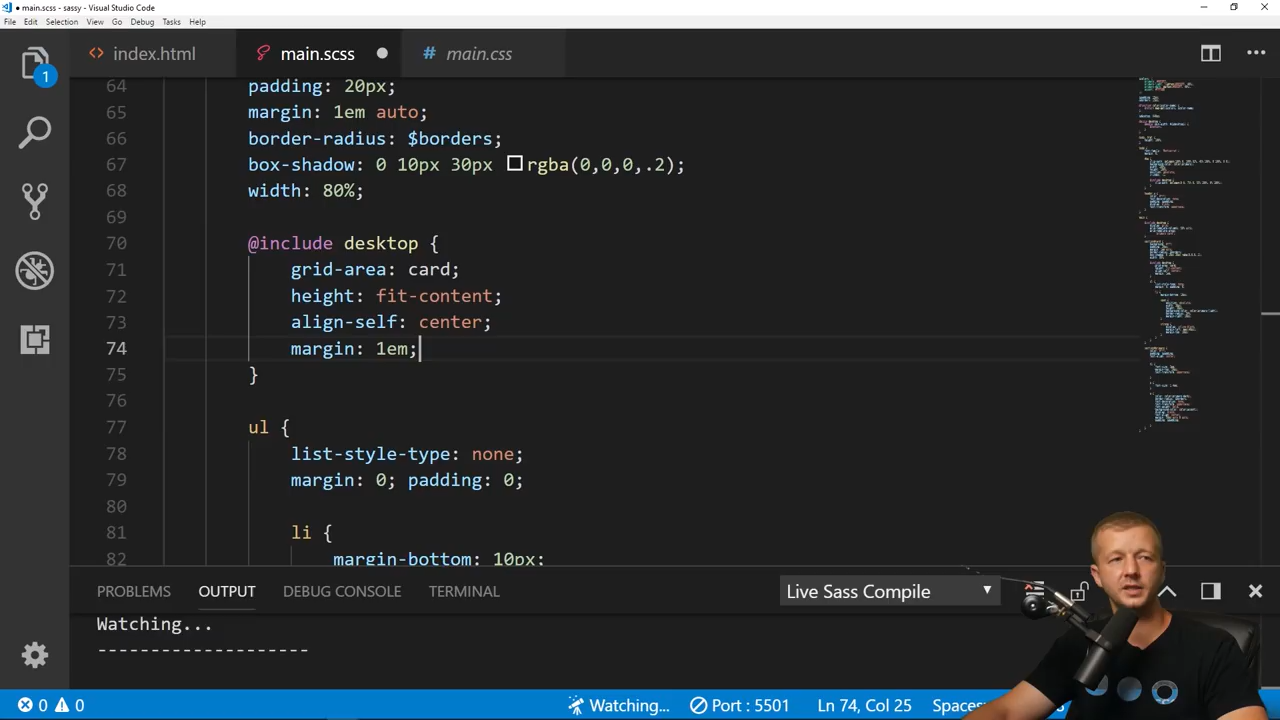 ● main.scss - sassy - Visual Studio Code
File Edit Selection View Go Debug Tasks Help
index.html main.scss main.css
1
64 padding: 20px;
65 margin: 1em auto;
66 border-radius: $borders;
67 box-shadow: 0 10px 30px rgba(0,0,0,.2);
68 width: 80%;
69
70 @include desktop {
71 grid-area: card;
72 height: fit-content;
73 align-self: center;
74 margin: 1em;
75 }
76
77 ul {
78 list-style-type: none;
79 margin: 0; padding: 0;
80
81 li {
82 margin-bottom: 10px;
PROBLEMS OUTPUT DEBUG CONSOLE TERMINAL Live Sass Compile
Watching...
--------------------
0 0 Watching... Port : 5501 Ln 74, Col 25 Spaces: